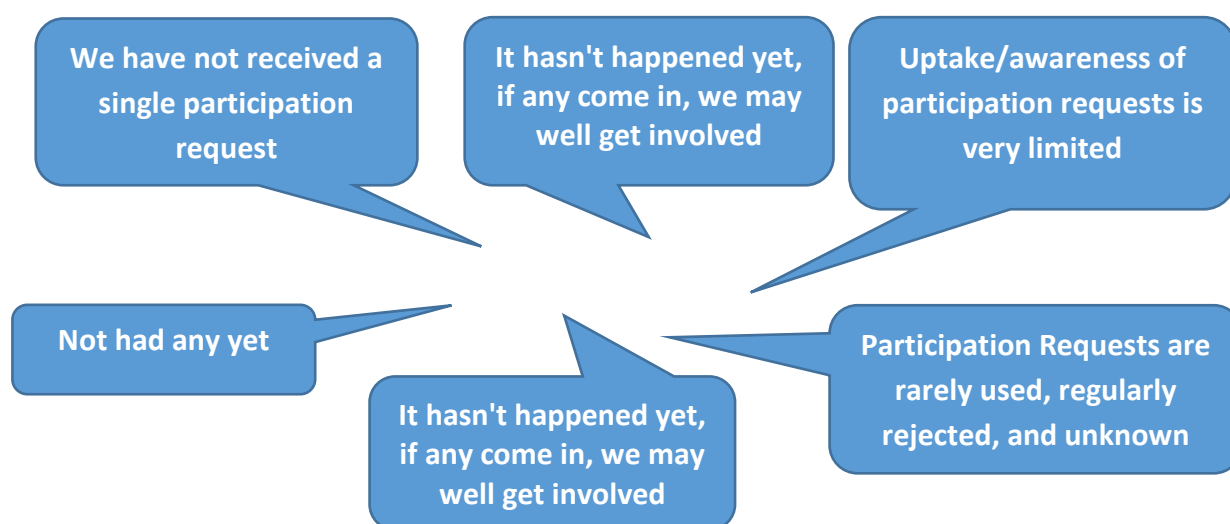 We have not received a
single participation
request
It hasn't happened yet,
if any come in, we may
well get involved
Uptake/awareness of
participation requests is
very limited
Not had any yet
It hasn't happened yet,
if any come in, we may
well get involved
Participation Requests are
rarely used, regularly
rejected, and unknown